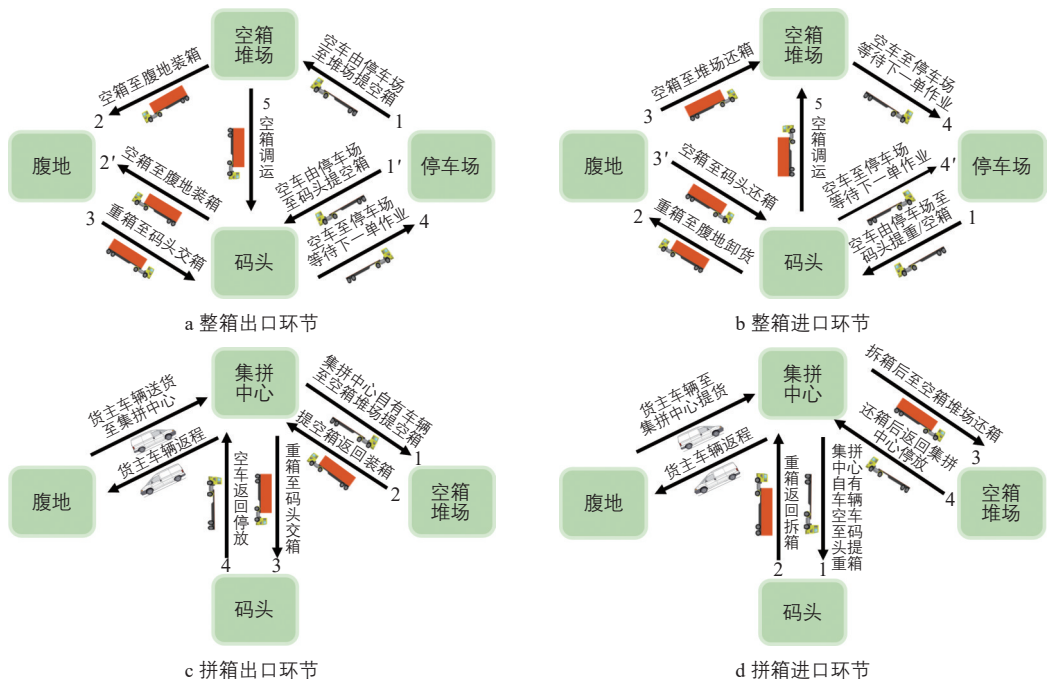 空箱
堆场
空箱至腹地装箱
2
空车由停车场
至堆场提空箱
1
5
空箱调运
腹地
停车场
2′
空箱至腹地装箱
1′
空车由停车场
至码头提空箱
3
重箱至码头交箱
空车至停车场
等待下一单作业
4
码头
a 整箱出口环节
空箱
堆场
空箱至堆场还箱
3
空车至停车场
等待下一单作业
4
5
空箱调运
腹地
停车场
3′
空箱至码头还箱
空车至停车场
等待下一单作业
4′
2
重箱至腹地卸货
空车由停车场至
码头提重/空箱
1
码头
b 整箱进口环节
集拼
中心
货主车辆送货
至集拼中心
货主车辆返程
集拼中心自有车辆
至空箱堆场提空箱
1
提空箱返回装箱
2
腹地
空箱
堆场
空车返回停放
4
重箱至码头交箱
3
码头
c 拼箱出口环节
集拼
中心
货主车辆至
集拼中心提货
货主车辆返程
拆箱后至空箱堆场还箱
3
还箱后返回集拼
中心停放
4
腹地
空箱
堆场
重箱返回拆箱
2
集拼
中心
自有
车辆
空车
至码
头提
重箱
1
码头
d 拼箱进口环节